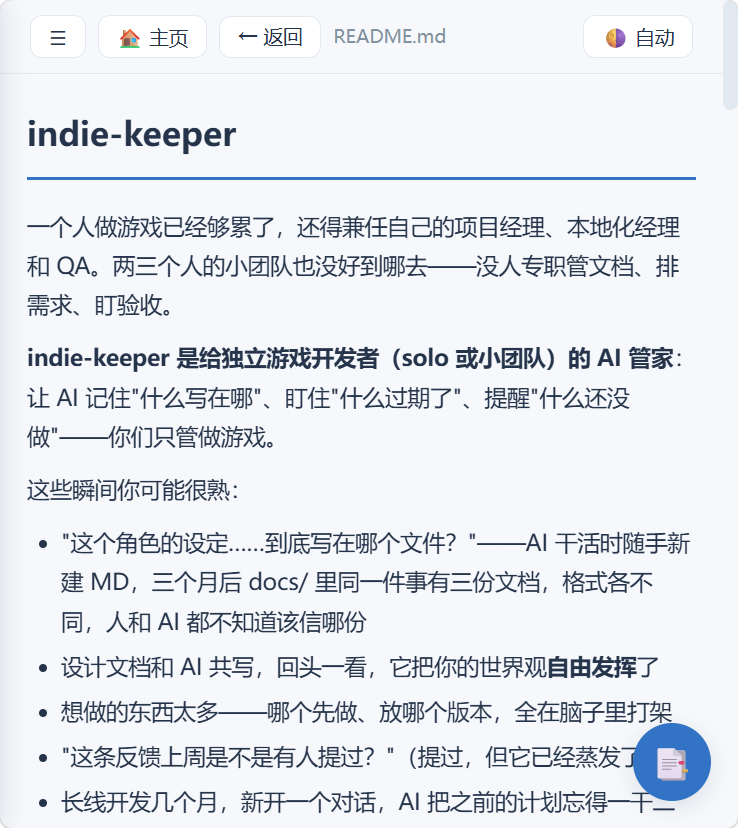 ☰ 主页 ← 返回 README.md 自动
indie-keeper
一个人做游戏已经够累了，还得兼任自己的项目经理、本地化经理
和 QA。两三个人的小团队也没好到哪去——没人专职管文档、排
需求、盯验收。
indie-keeper 是给独立游戏开发者（solo 或小团队）的 AI 管家：
让 AI 记住"什么写在哪"、盯住"什么过期了"、提醒"什么还没
做"——你们只管做游戏。
这些瞬间你可能很熟：
• "这个角色的设定……到底写在哪个文件？"——AI 干活时随手新
建 MD，三个月后 docs/ 里同一件事有三份文档，格式各不
同，人和 AI 都不知道该信哪份
• 设计文档和 AI 共写，回头一看，它把你的世界观自由发挥了
• 想做的东西太多——哪个先做、放哪个版本，全在脑子里打架
• "这条反馈上周是不是有人提过？"（提过，但它已经蒸发了
• 长线开发几个月，新开一个对话，AI 把之前的计划忘得一干二